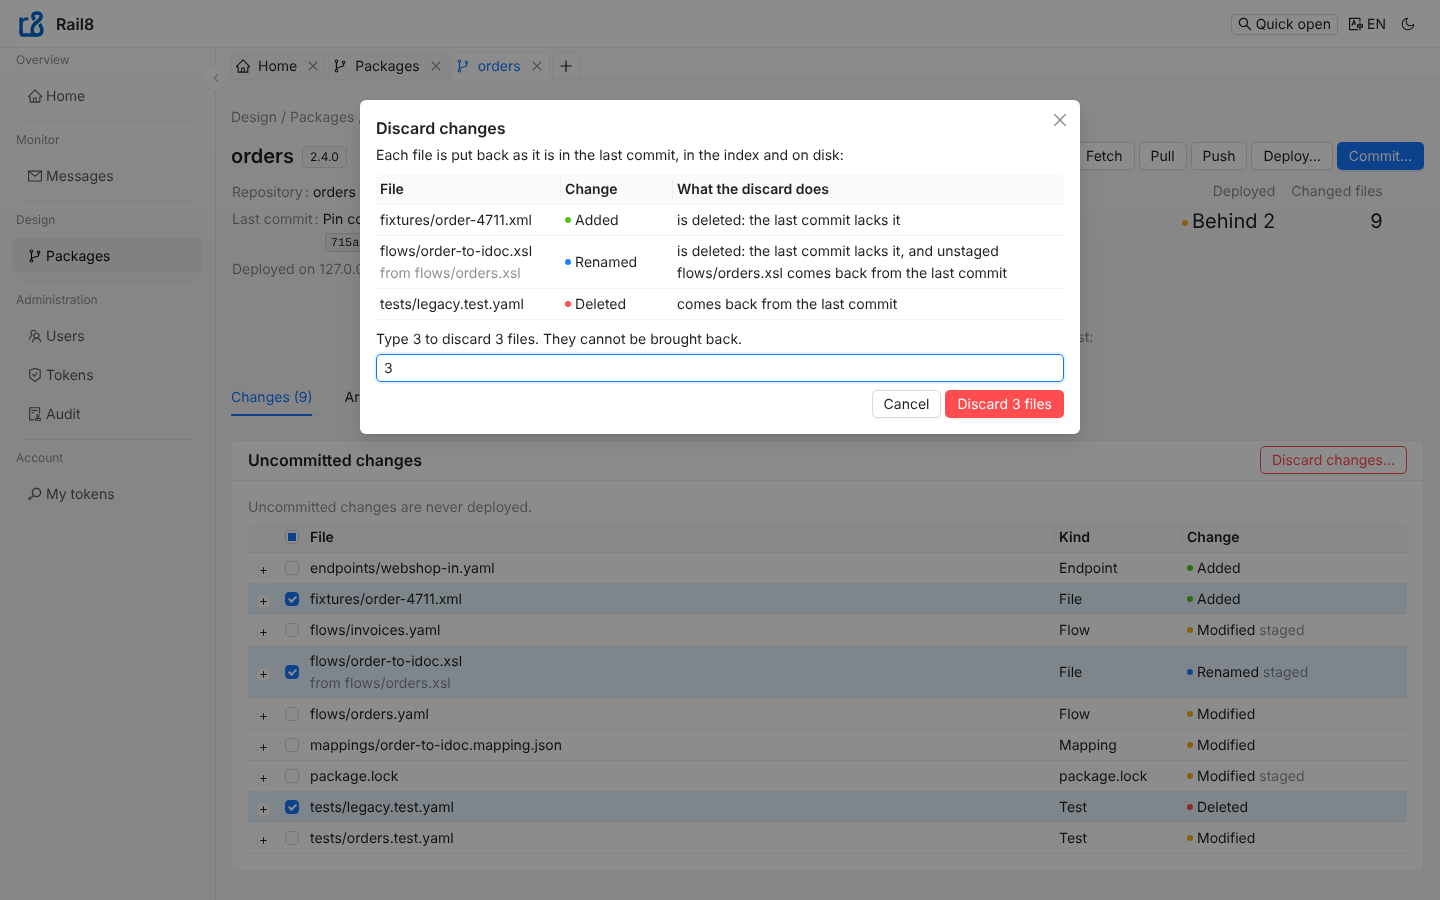 Rail8
Quick open
EN
Overview
Home
Monitor
Messages
Design
Packages
Administration
Users
Tokens
Audit
Account
My tokens
Home
Packages
orders
Design / Packages
orders 2.4.0
Fetch
Pull
Push
Deploy...
Commit...
Repository: orders
Last commit: Pin co
715a
Deployed on 127.0.0
Deployed
Behind 2
Changed files
9
st:
Changes (9)
Ar
Discard changes
Each file is put back as it is in the last commit, in the index and on disk:
File Change What the discard does
fixtures/order-4711.xml Added is deleted: the last commit lacks it
flows/order-to-idoc.xsl Renamed is deleted: the last commit lacks it, and unstaged
from flows/orders.xsl flows/orders.xsl comes back from the last commit
tests/legacy.test.yaml Deleted comes back from the last commit
Type 3 to discard 3 files. They cannot be brought back.
3
Cancel
Discard 3 files
Uncommitted changes
Discard changes...
Uncommitted changes are never deployed.
File Kind Change
endpoints/webshop-in.yaml Endpoint Added
fixtures/order-4711.xml File Added
flows/invoices.yaml Flow Modified staged
flows/order-to-idoc.xsl File Renamed staged
from flows/orders.xsl
flows/orders.yaml Flow Modified
mappings/order-to-idoc.mapping.json Mapping Modified
package.lock package.lock Modified staged
tests/legacy.test.yaml Test Deleted
tests/orders.test.yaml Test Modified